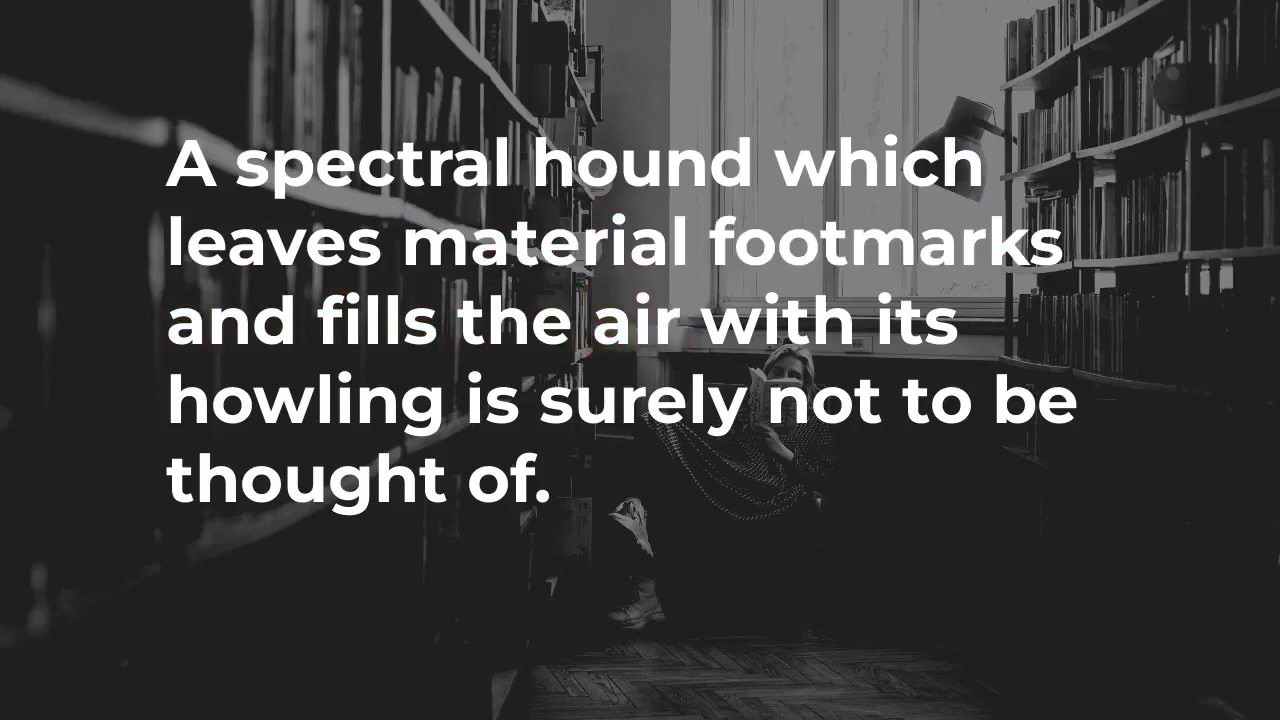 A spectral hound which
leaves material footmarks
and fills the air with its
howling is surely not to be
thought of.